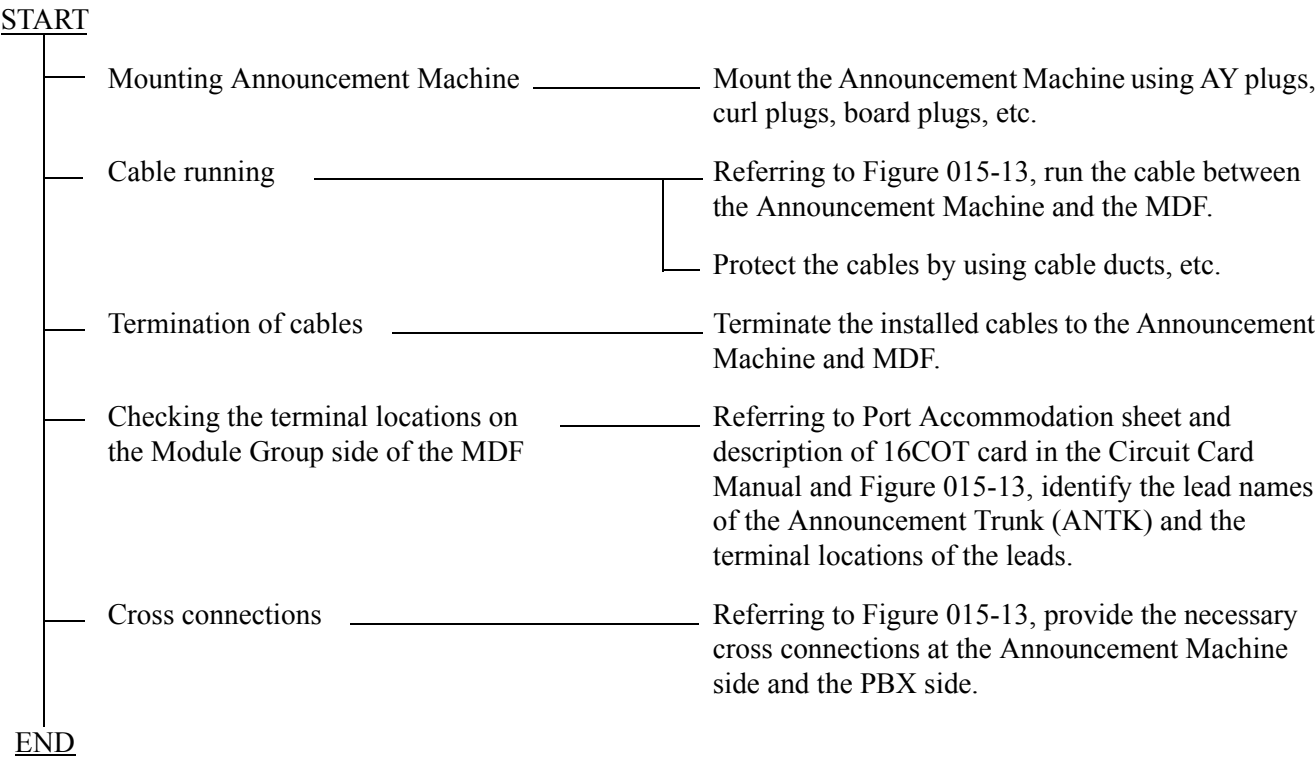 START
Mounting Announcement Machine
Mount the Announcement Machine using AY plugs,
curl plugs, board plugs, etc.
Cable running
Referring to Figure 015-13, run the cable between
the Announcement Machine and the MDF.
Protect the cables by using cable ducts, etc.
Termination of cables
Terminate the installed cables to the Announcement
Machine and MDF.
Checking the terminal locations on
the Module Group side of the MDF
Referring to Port Accommodation sheet and
description of 16COT card in the Circuit Card
Manual and Figure 015-13, identify the lead names
of the Announcement Trunk (ANTK) and the
terminal locations of the leads.
Cross connections
Referring to Figure 015-13, provide the necessary
cross connections at the Announcement Machine
side and the PBX side.
END